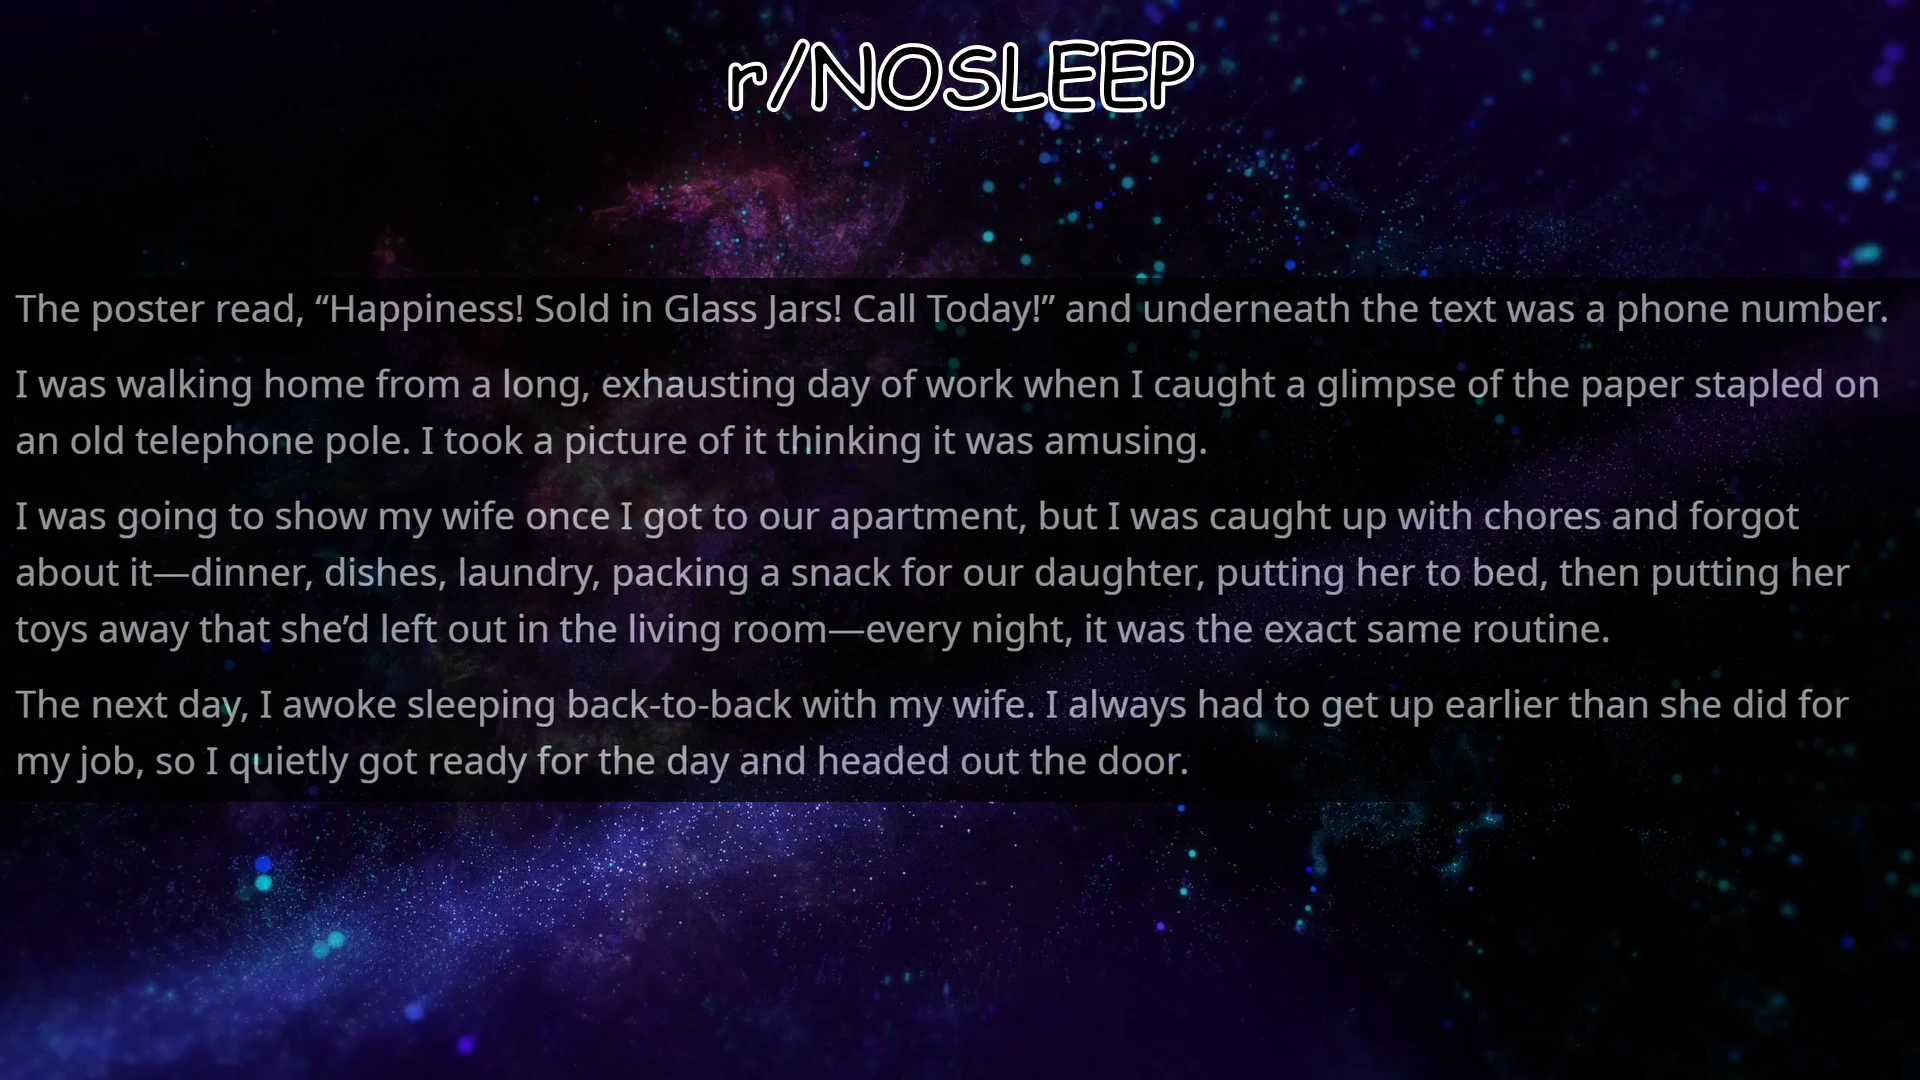 r/NOSLEEP
The poster read, “Happiness! Sold in Glass Jars! Call Today!” and underneath the text was a phone number.
I was walking home from a long, exhausting day of work when I caught a glimpse of the paper stapled on
an old telephone pole. I took a picture of it thinking it was amusing.
I was going to show my wife once I got to our apartment, but I was caught up with chores and forgot
about it—dinner, dishes, laundry, packing a snack for our daughter, putting her to bed, then putting her
toys away that she’d left out in the living room—every night, it was the exact same routine.
The next day, I awoke sleeping back-to-back with my wife. I always had to get up earlier than she did for
my job, so I quietly got ready for the day and headed out the door.